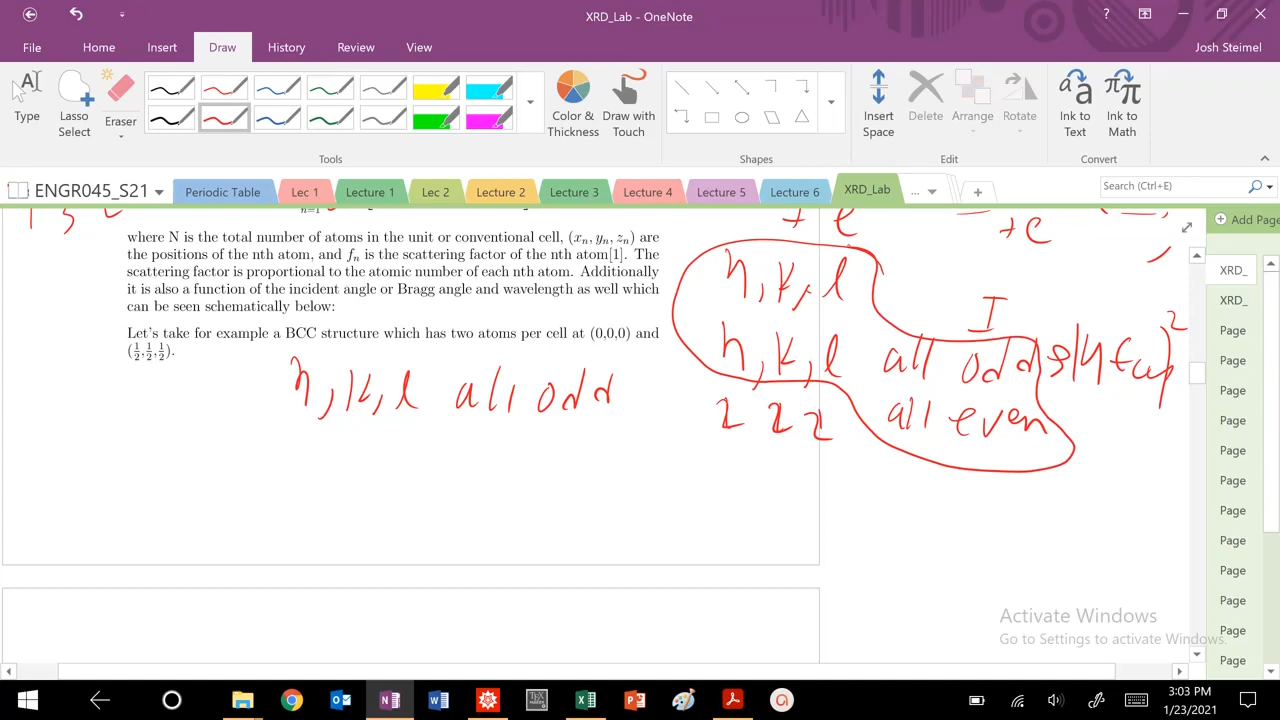 XRD_Lab - OneNote
Josh Steimel
File Home Insert Draw History Review View
Type
Lasso Select
Eraser
Color & Thickness
Draw with Touch
Insert Space
Delete
Arrange
Rotate
Ink to Text
Ink to Math
Tools
Shapes
Edit
Convert
ENGR045_S21
Periodic Table Lec 1 Lecture 1 Lec 2 Lecture 2 Lecture 3 Lecture 4 Lecture 5 Lecture 6 XRD_Lab ... +
Search (Ctrl+E)
Add Page
n=1
+ e
+ e
where N is the total number of atoms in the unit or conventional cell, (xₙ, yₙ, zₙ) are
the positions of the nth atom, and fₙ is the scattering factor of the nth atom[1]. The
scattering factor is proportional to the atomic number of each nth atom. Additionally
it is also a function of the incident angle or Bragg angle and wavelength as well which
can be seen schematically below:
Let's take for example a BCC structure which has two atoms per cell at (0,0,0) and
(½,½,½).
h, k, l all odd
h, k, l
I
h, k, l all odd
2
2 2 2 all even
XRD_
XRD_
Page
Page
Page
Page
Page
Page
Page
Page
Page
Page
Page
Page
Activate Windows
Go to Settings to activate Windows.
3:03 PM
1/23/2021